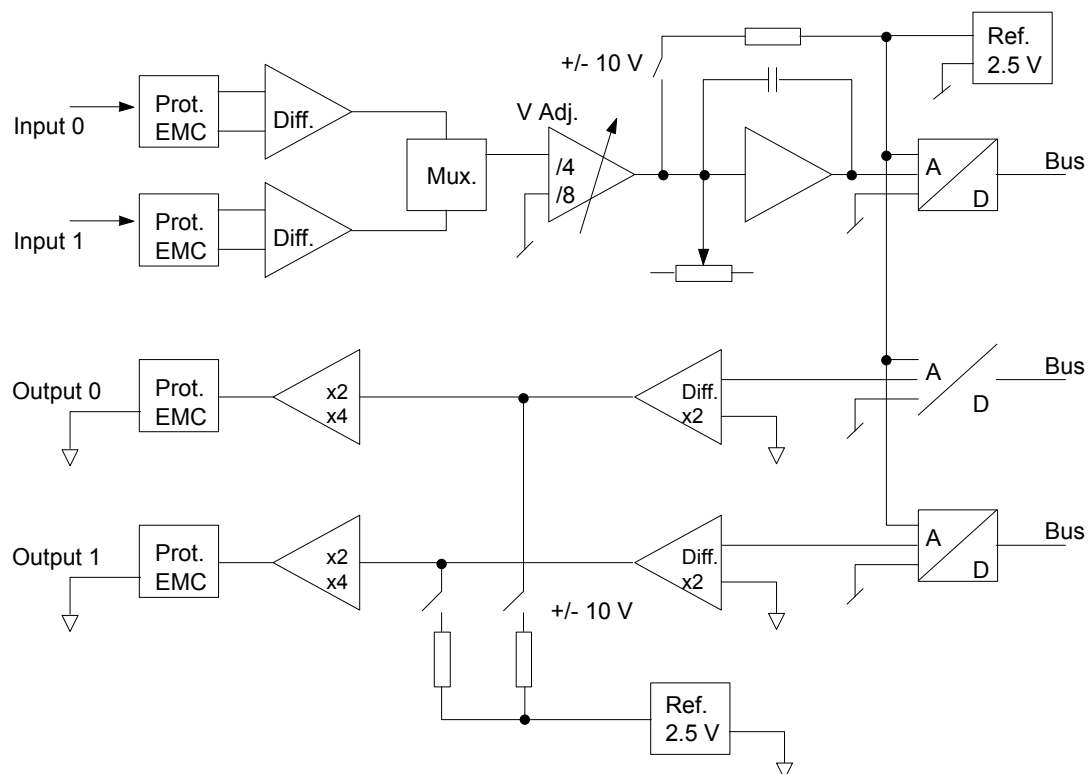 +/- 10 V
Ref.
2.5 V
Input 0
Prot.
EMC
Diff.
V Adj.
Mux.
/4
/8
A
D
Bus
Input 1
Prot.
EMC
Diff.
Output 0
Prot.
EMC
x2
x4
Diff.
x2
A
D
Bus
Output 1
Prot.
EMC
x2
x4
Diff.
x2
A
D
Bus
+/- 10 V
Ref.
2.5 V